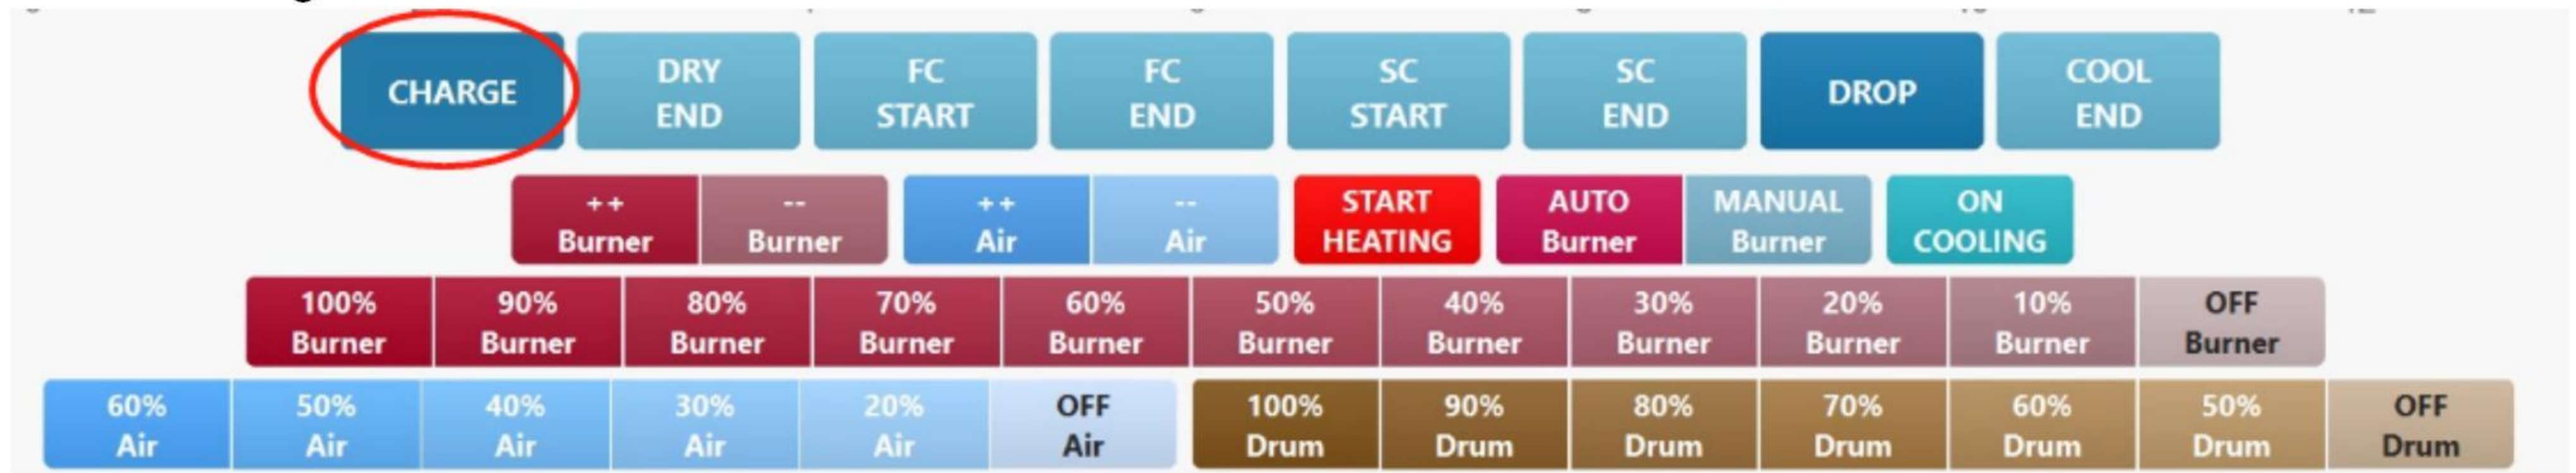 CHARGE
DRY
END
FC
START
FC
END
SC
START
SC
END
DROP
COOL
END
++
Burner
--
Burner
++
Air
--
Air
START
HEATING
AUTO
Burner
MANUAL
Burner
ON
COOLING
100%
Burner
90%
Burner
80%
Burner
70%
Burner
60%
Burner
50%
Burner
40%
Burner
30%
Burner
20%
Burner
10%
Burner
OFF
Burner
60%
Air
50%
Air
40%
Air
30%
Air
20%
Air
OFF
Air
100%
Drum
90%
Drum
80%
Drum
70%
Drum
60%
Drum
50%
Drum
OFF
Drum